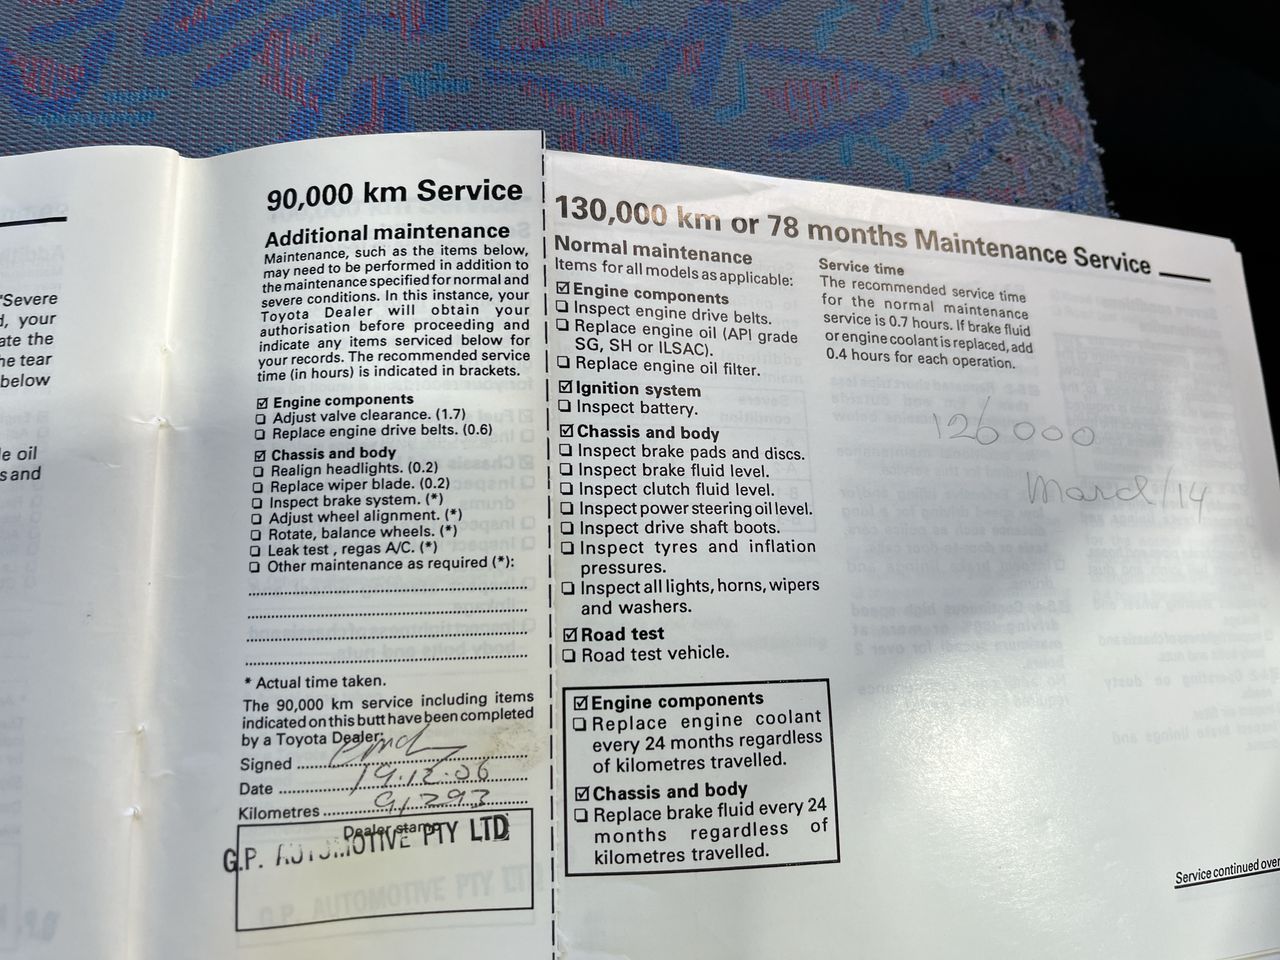 "Severe
d, your
ate the
he tear
below
le oil
s and
90,000 km Service
Additional maintenance
Maintenance, such as the items below,
may need to be performed in addition to
the maintenance specified for normal and
severe conditions. In this instance, your
Toyota Dealer will obtain your
authorisation before proceeding and
indicate any items serviced below for
your records. The recommended service
time (in hours) is indicated in brackets.
☑ Engine components
☐ Adjust valve clearance. (1.7)
☐ Replace engine drive belts. (0.6)
☑ Chassis and body
☐ Realign headlights. (0.2)
☐ Replace wiper blade. (0.2)
☐ Inspect brake system. (*)
☐ Adjust wheel alignment. (*)
☐ Rotate, balance wheels. (*)
☐ Leak test , regas A/C. (*)
☐ Other maintenance as required (*):
* Actual time taken.
The 90,000 km service including items
indicated on this butt have been completed
by a Toyota Dealer:
Signed
Date 19.12.06
Kilometres 91,293
Dealer stamp
G.P. AUTOMOTIVE PTY LTD
G.P. AUTOMOTIVE PTY LTD
130,000 km or 78 months Maintenance Service
Normal maintenance
Items for all models as applicable:
☑ Engine components
☐ Inspect engine drive belts.
☐ Replace engine oil (API grade
SG, SH or ILSAC).
☐ Replace engine oil filter.
☑ Ignition system
☐ Inspect battery.
☑ Chassis and body
☐ Inspect brake pads and discs.
☐ Inspect brake fluid level.
☐ Inspect clutch fluid level.
☐ Inspect power steering oil level.
☐ Inspect drive shaft boots.
☐ Inspect tyres and inflation
pressures.
☐ Inspect all lights, horns, wipers
and washers.
☑ Road test
☐ Road test vehicle.
☑ Engine components
☐ Replace engine coolant
every 24 months regardless
of kilometres travelled.
☑ Chassis and body
☐ Replace brake fluid every 24
months regardless of
kilometres travelled.
Service time
The recommended service time
for the normal maintenance
service is 0.7 hours. If brake fluid
or engine coolant is replaced, add
0.4 hours for each operation.
126000
March/14
Service continued over